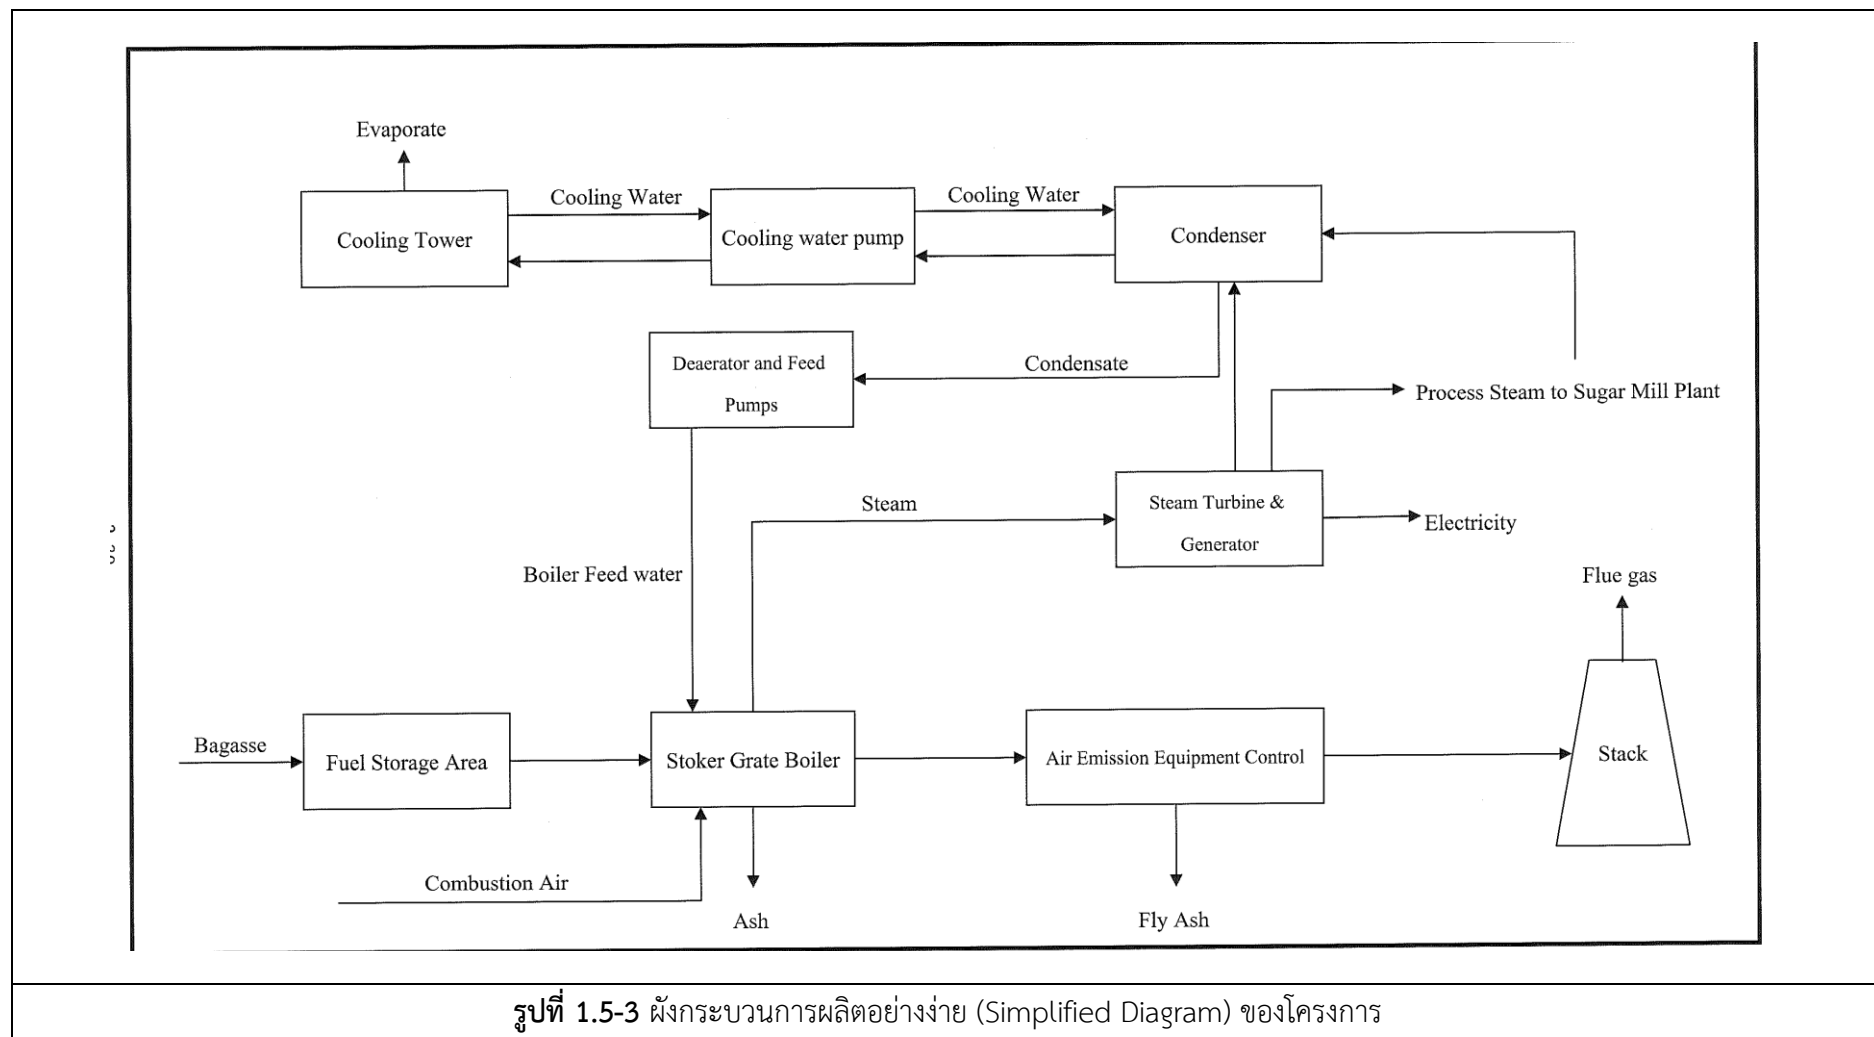 Evaporate
Cooling Water
Cooling Water
Cooling Tower
Cooling water pump
Condenser
Deaerator and Feed
Pumps
Condensate
Process Steam to Sugar Mill Plant
Steam
Steam Turbine &
Generator
Electricity
Boiler Feed water
Flue gas
Bagasse
Fuel Storage Area
Stoker Grate Boiler
Air Emission Equipment Control
Stack
Combustion Air
Ash
Fly Ash
รูปที่ 1.5-3 ผังกระบวนการผลิตอย่างง่าย (Simplified Diagram) ของโครงการ